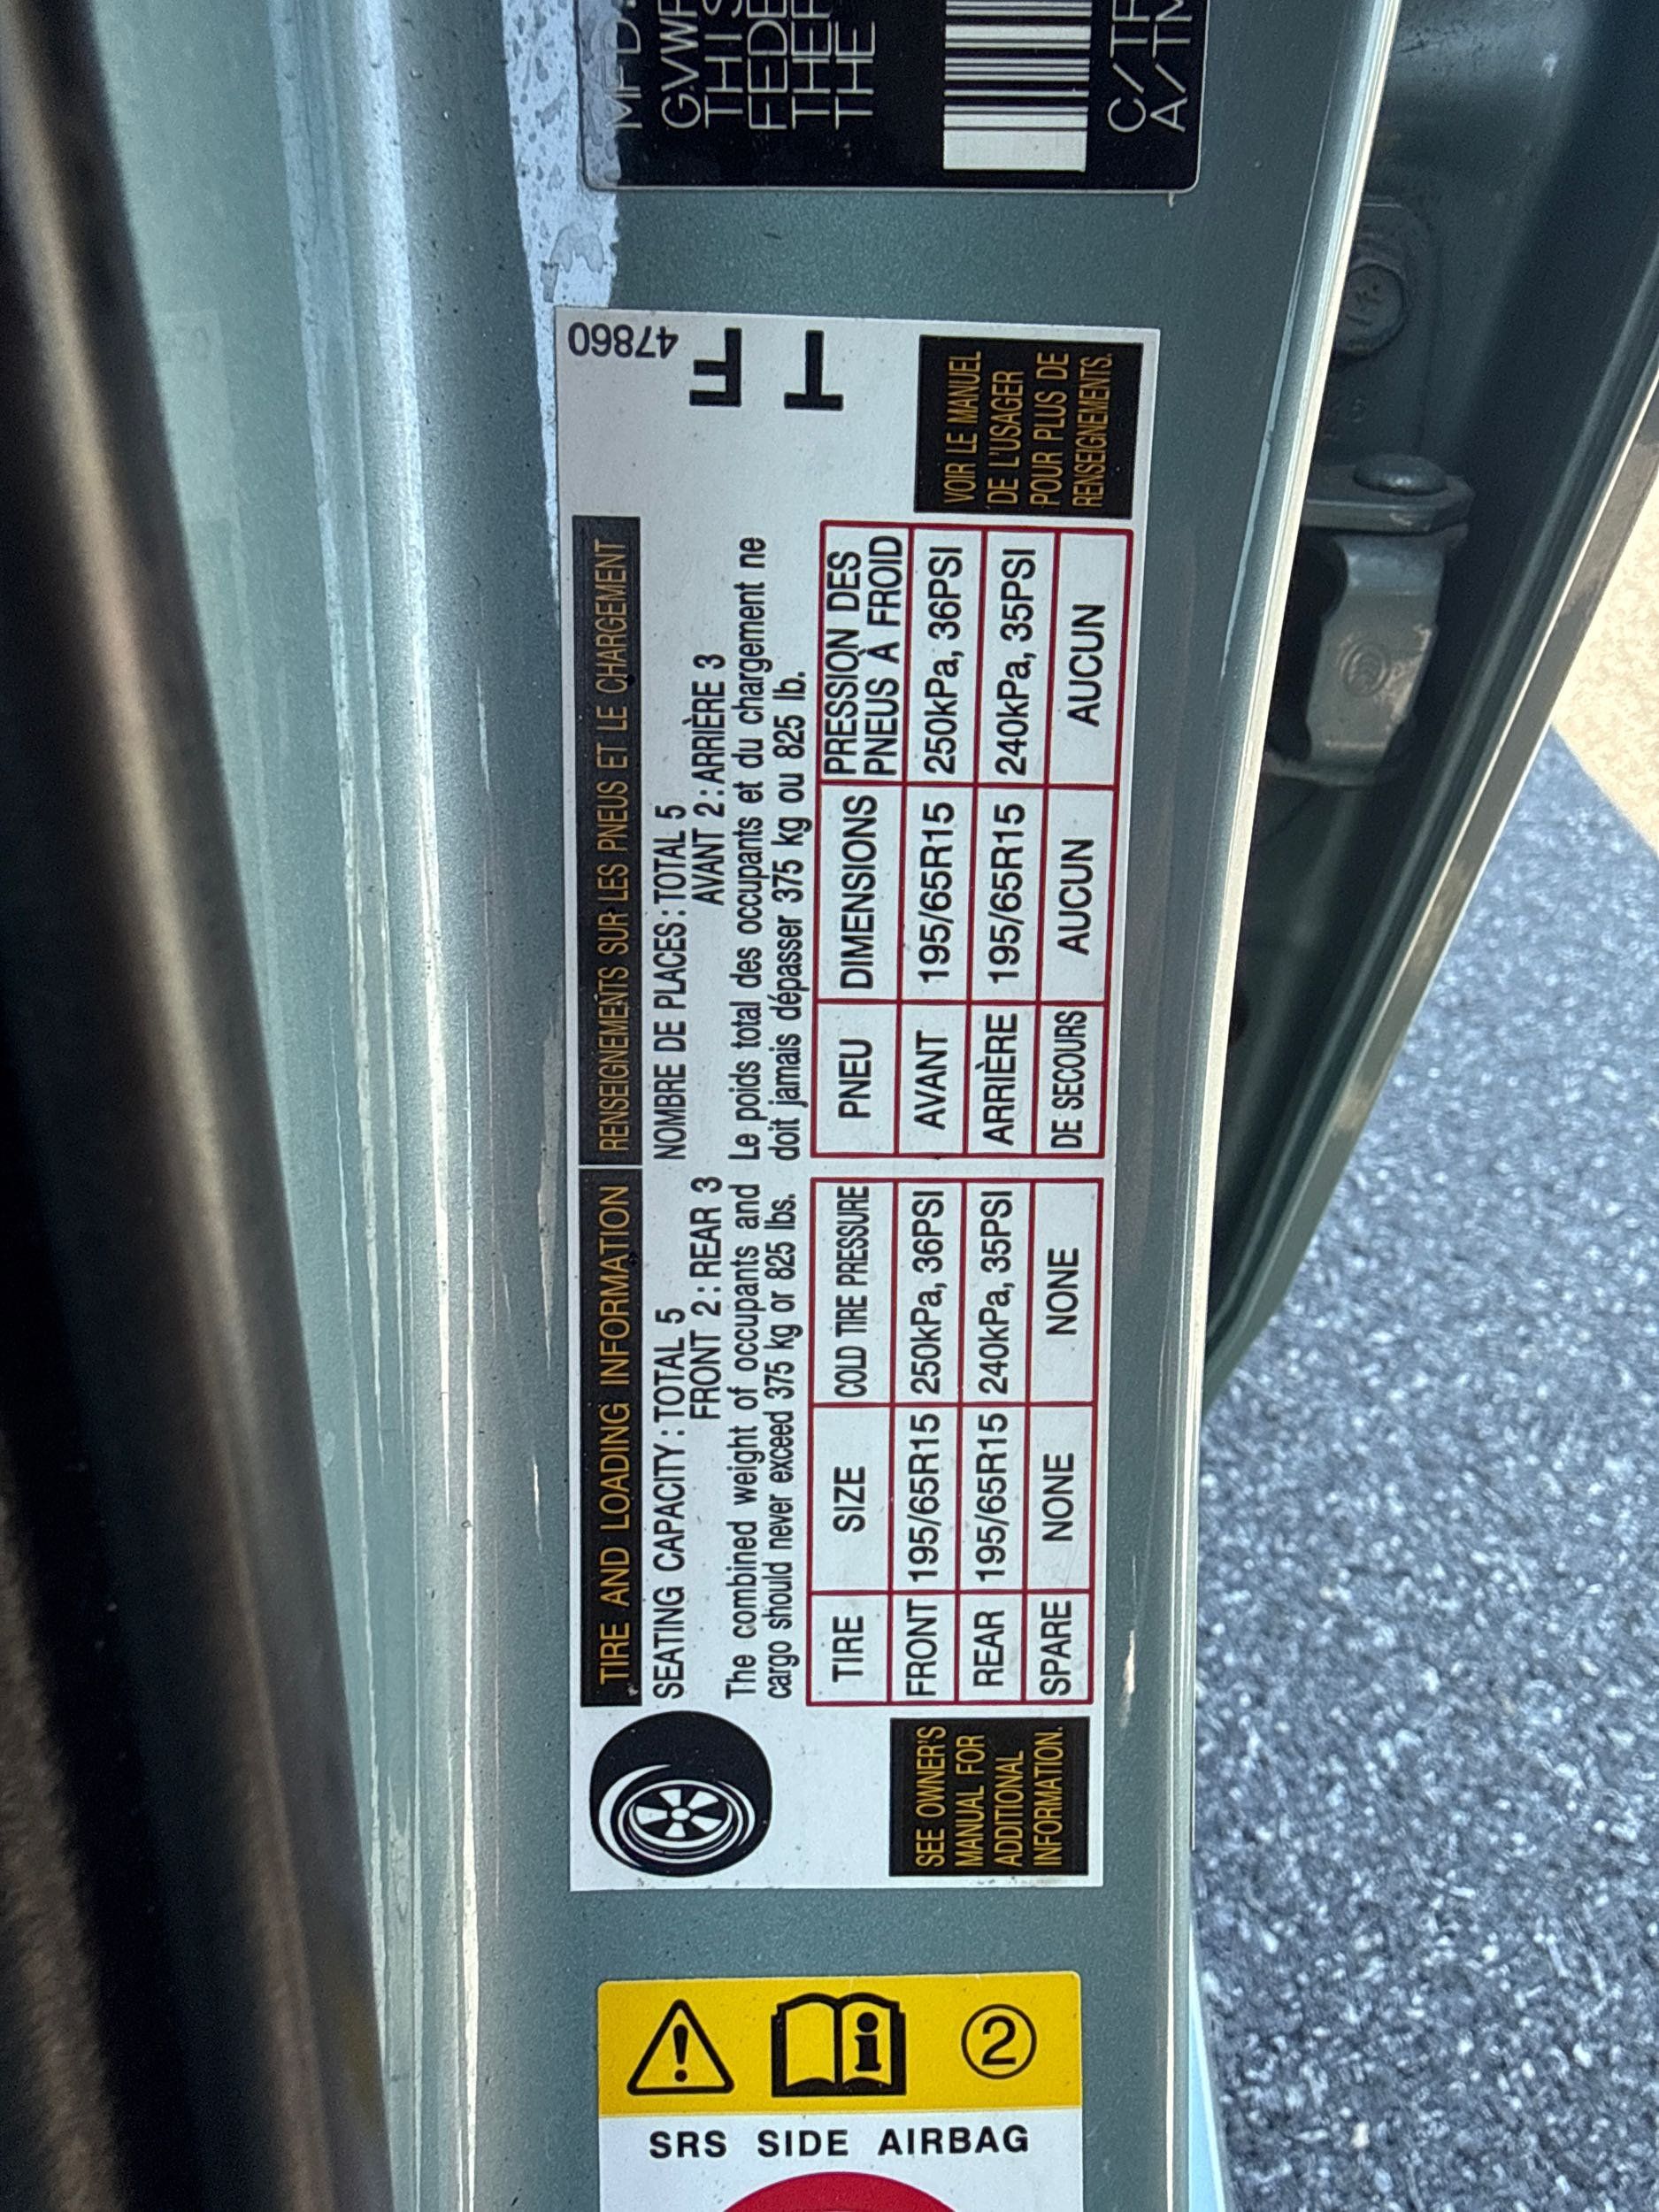 TIRE AND LOADING INFORMATION
SEATING CAPACITY : TOTAL 5
FRONT 2 : REAR 3
The combined weight of occupants and
cargo should never exceed 375 kg or 825 lbs.
TIRE SIZE COLD TIRE PRESSURE
FRONT 195/65R15 250kPa, 36PSI
REAR 195/65R15 240kPa, 35PSI
SPARE NONE NONE
SEE OWNER'S
MANUAL FOR
ADDITIONAL
INFORMATION.
RENSEIGNEMENTS SUR LES PNEUS ET LE CHARGEMENT
NOMBRE DE PLACES : TOTAL 5
AVANT 2 : ARRIÈRE 3
Le poids total des occupants et du chargement ne
doit jamais dépasser 375 kg ou 825 lb.
PNEU DIMENSIONS PRESSION DES
PNEUS À FROID
AVANT 195/65R15 250kPa, 36PSI
ARRIÈRE 195/65R15 240kPa, 35PSI
DE SECOURS AUCUN AUCUN
47860
F
T
VOIR LE MANUEL
DE L'USAGER
POUR PLUS DE
RENSEIGNEMENTS.
2
SRS SIDE AIRBAG
GVWR
THIS
THE
C/TR
A/TM